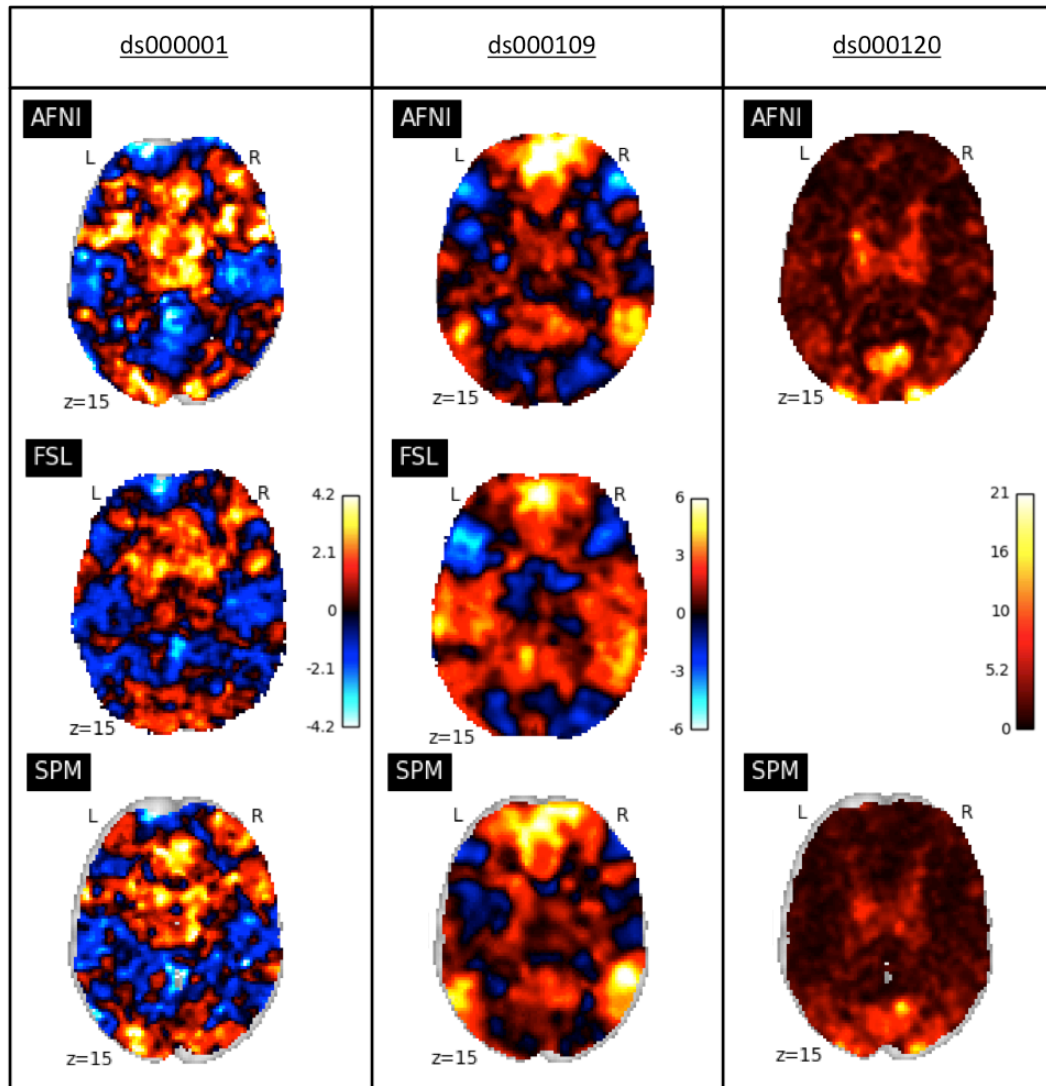 ds000001 ds000109 ds000120
AFNI AFNI AFNI
L R L R L R
z=15 z=15 z=15
FSL FSL
L R L R
4.2 6 21
2.1 3 16
0 0 10
-2.1 -3 5.2
-4.2 -6 0
z=15 z=15
SPM SPM SPM
L R L R L R
z=15 z=15 z=15